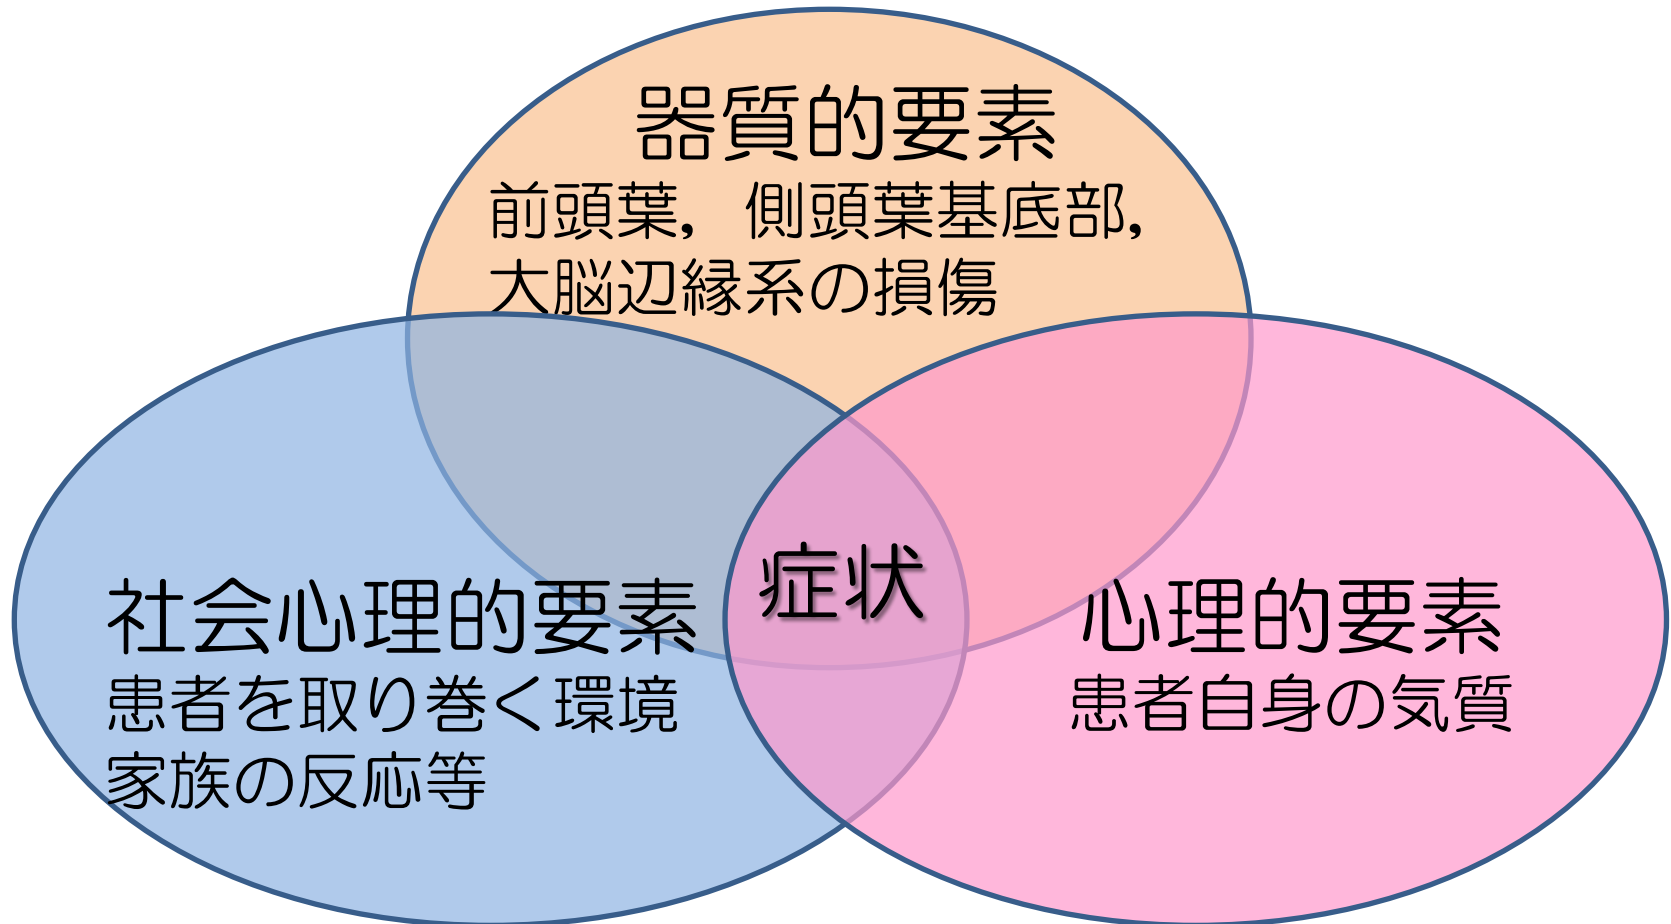 器質的要素
前頭葉，側頭葉基底部，
大脳辺縁系の損傷
症状
社会心理的要素
患者を取り巻く環境
家族の反応等
心理的要素
患者自身の気質